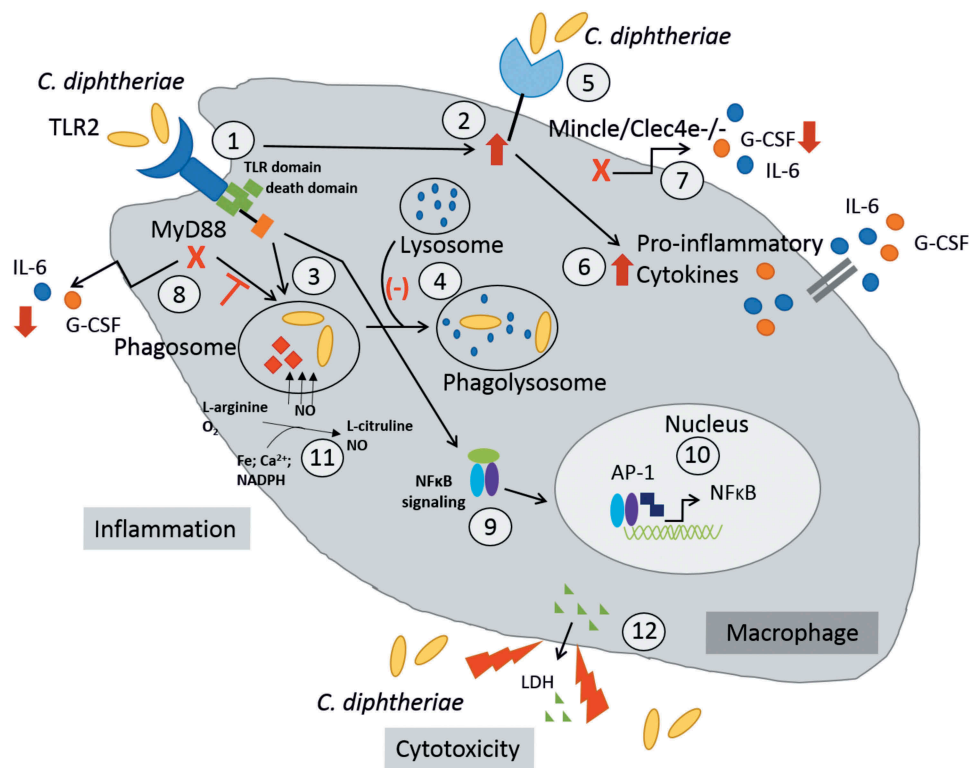 C. diphtheriae
5
C. diphtheriae
TLR2
1
2
Mincle/Clec4e-/-
G-CSF
IL-6
X
7
TLR domain
death domain
MyD88
X
Lysosome
IL-6
G-CSF
Pro-inflammatory
Cytokines
6
3
4
(-)
IL-6
G-CSF
8
Phagosome
Phagolysosome
L-arginine
O2
NO
L-citruline
NO
Fe; Ca²⁺;
NADPH
11
Nucleus
10
AP-1
NFκB
NFκB
signaling
9
Inflammation
12
Macrophage
LDH
C. diphtheriae
Cytotoxicity